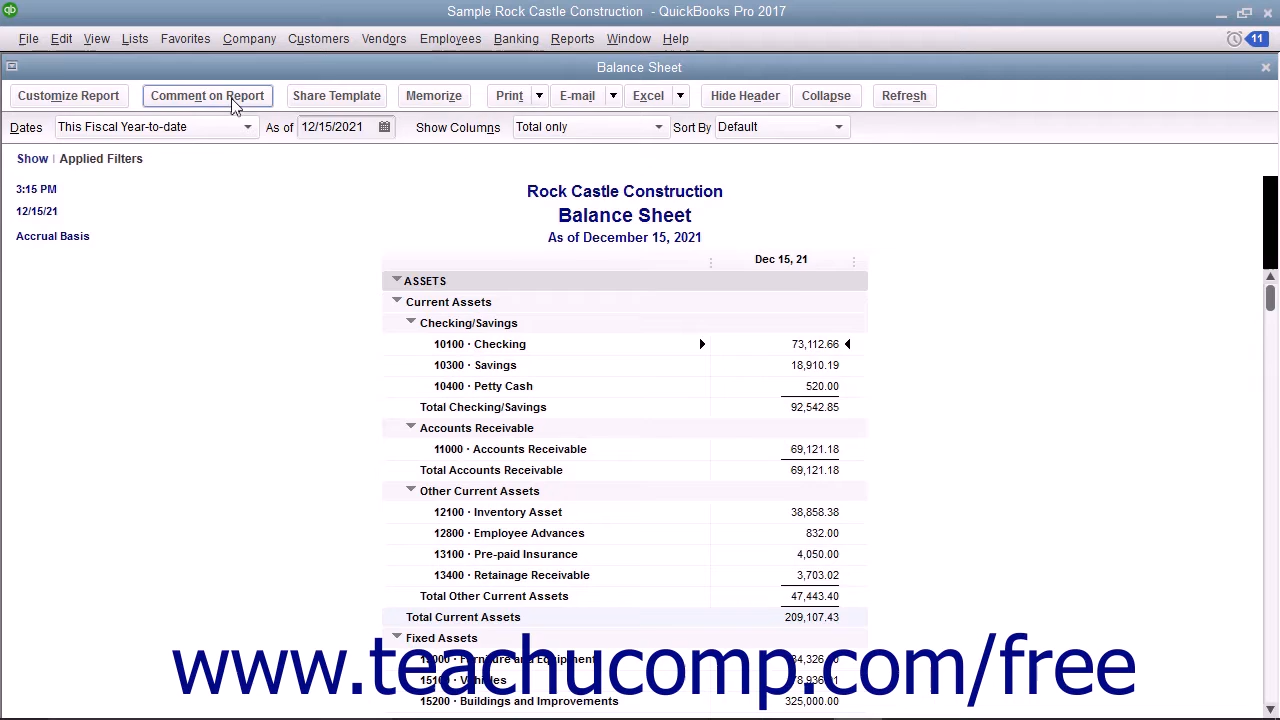 qb Sample Rock Castle Construction - QuickBooks Pro 2017
File Edit View Lists Favorites Company Customers Vendors Employees Banking Reports Window Help 11
Balance Sheet
Customize Report Comment on Report Share Template Memorize Print E-mail Excel Hide Header Collapse Refresh
Dates This Fiscal Year-to-date As of 12/15/2021 Show Columns Total only Sort By Default
Show | Applied Filters
3:15 PM
12/15/21
Accrual Basis
Rock Castle Construction
Balance Sheet
As of December 15, 2021
Dec 15, 21
ASSETS
Current Assets
Checking/Savings
10100 · Checking 73,112.66
10300 · Savings 18,910.19
10400 · Petty Cash 520.00
Total Checking/Savings 92,542.85
Accounts Receivable
11000 · Accounts Receivable 69,121.18
Total Accounts Receivable 69,121.18
Other Current Assets
12100 · Inventory Asset 38,858.38
12800 · Employee Advances 832.00
13100 · Pre-paid Insurance 4,050.00
13400 · Retainage Receivable 3,703.02
Total Other Current Assets 47,443.40
Total Current Assets 209,107.43
Fixed Assets
Furniture and Equipment
Vehicles
15200 · Buildings and Improvements 325,000.00
www.teachucomp.com/free